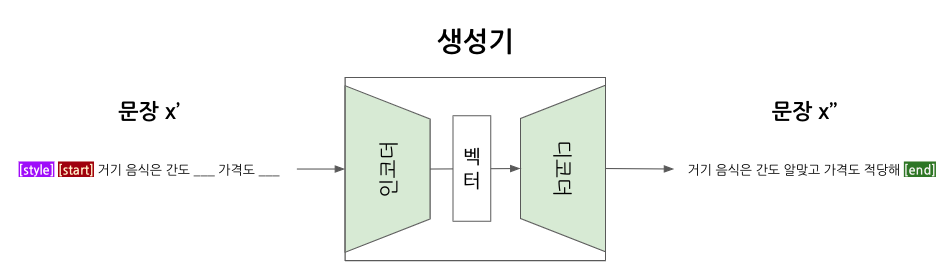 생성기
문장 x’
문장 x”
[style] [start] 거기 음식은 간도 ___ 가격도 ___
인코더
벡
터
디코더
거기 음식은 간도 알맞고 가격도 적당해 [end]